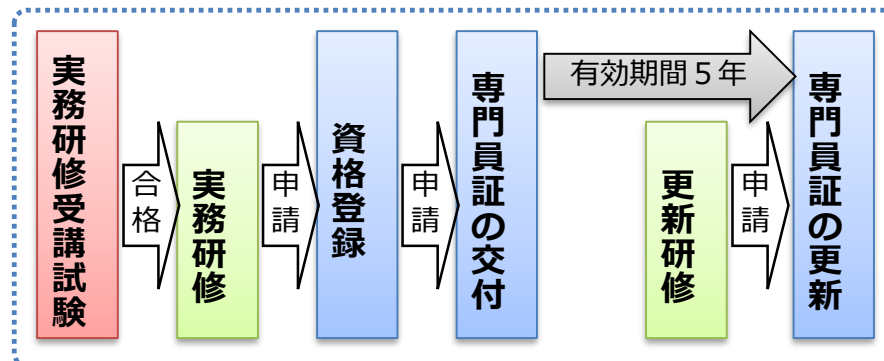 実務研修受講試験
合格
実務研修
申請
資格登録
申請
専門員証の交付
有効期間５年
更新研修
申請
専門員証の更新